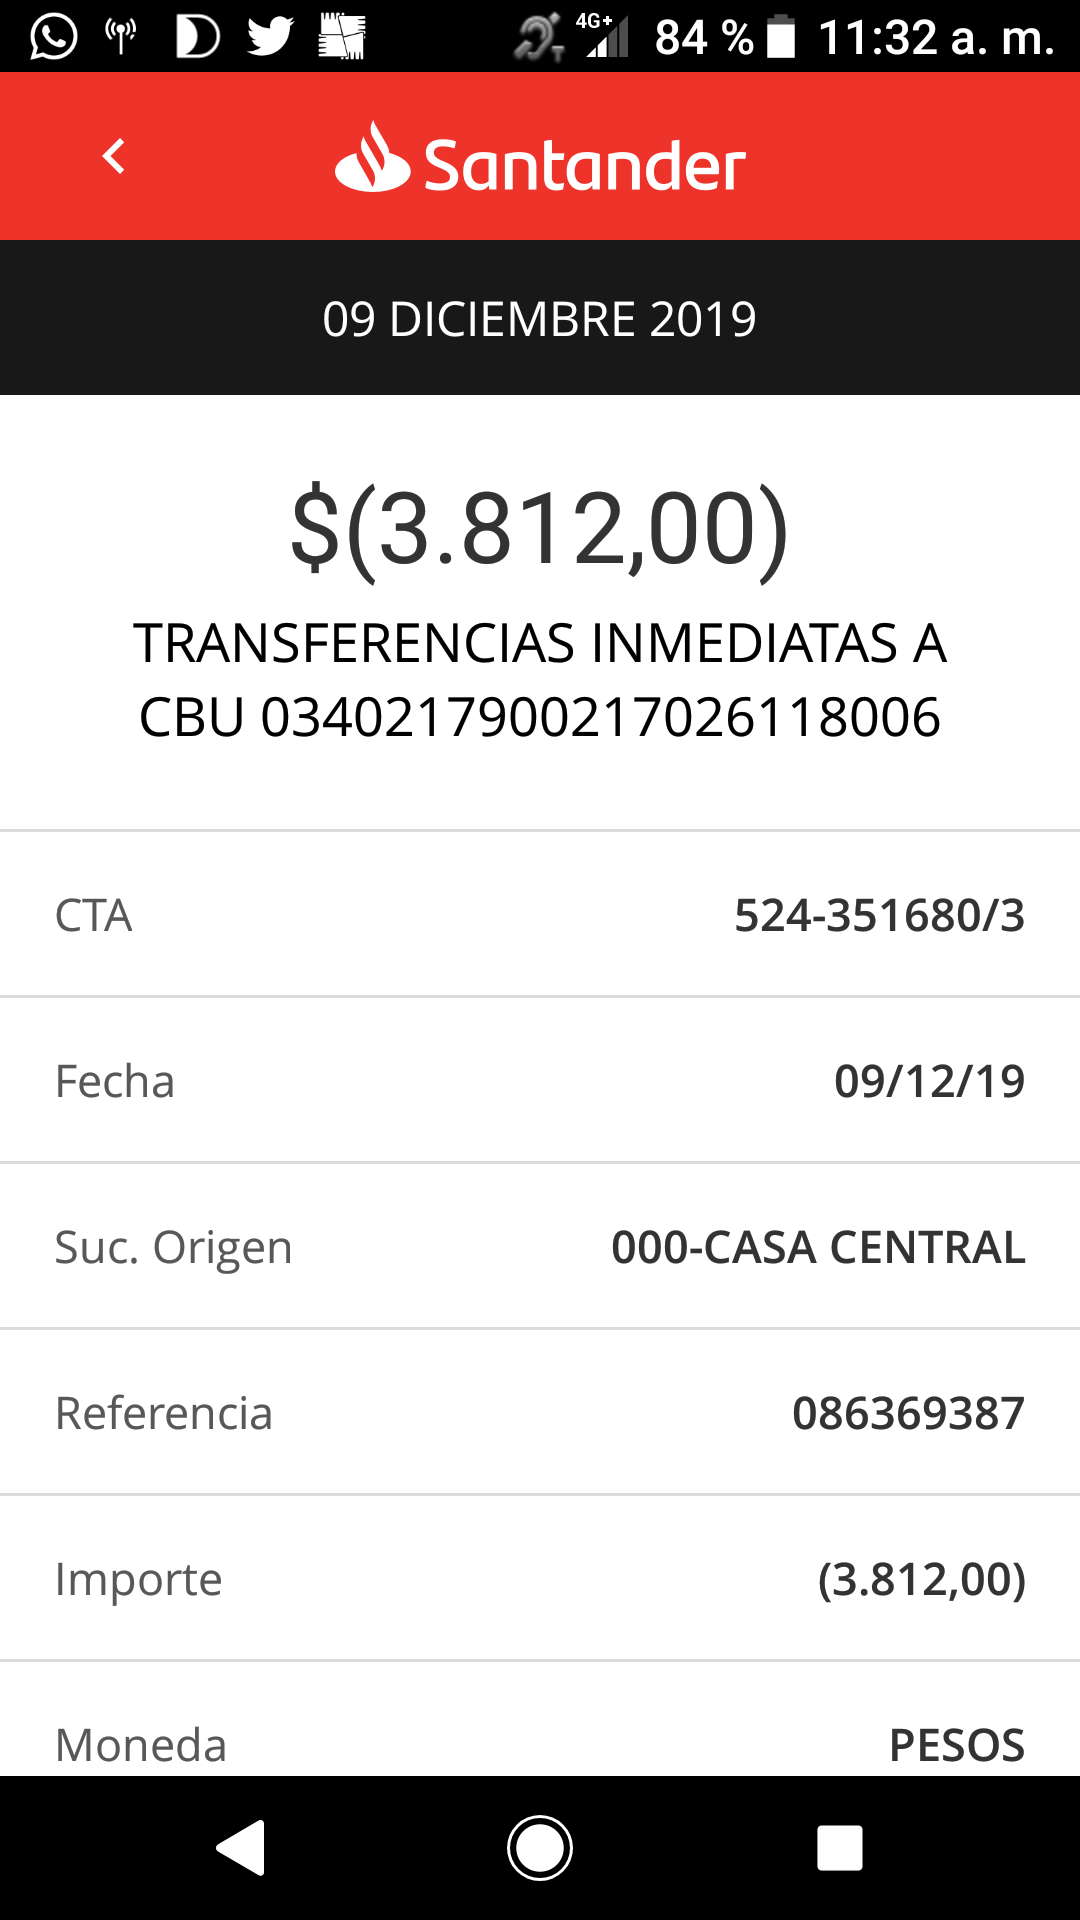 4G+ 84 % 11:32 a. m.
Santander
09 DICIEMBRE 2019
$(3.812,00)
TRANSFERENCIAS INMEDIATAS A
CBU 0340217900217026118006
CTA 524-351680/3
Fecha 09/12/19
Suc. Origen 000-CASA CENTRAL
Referencia 086369387
Importe (3.812,00)
Moneda PESOS